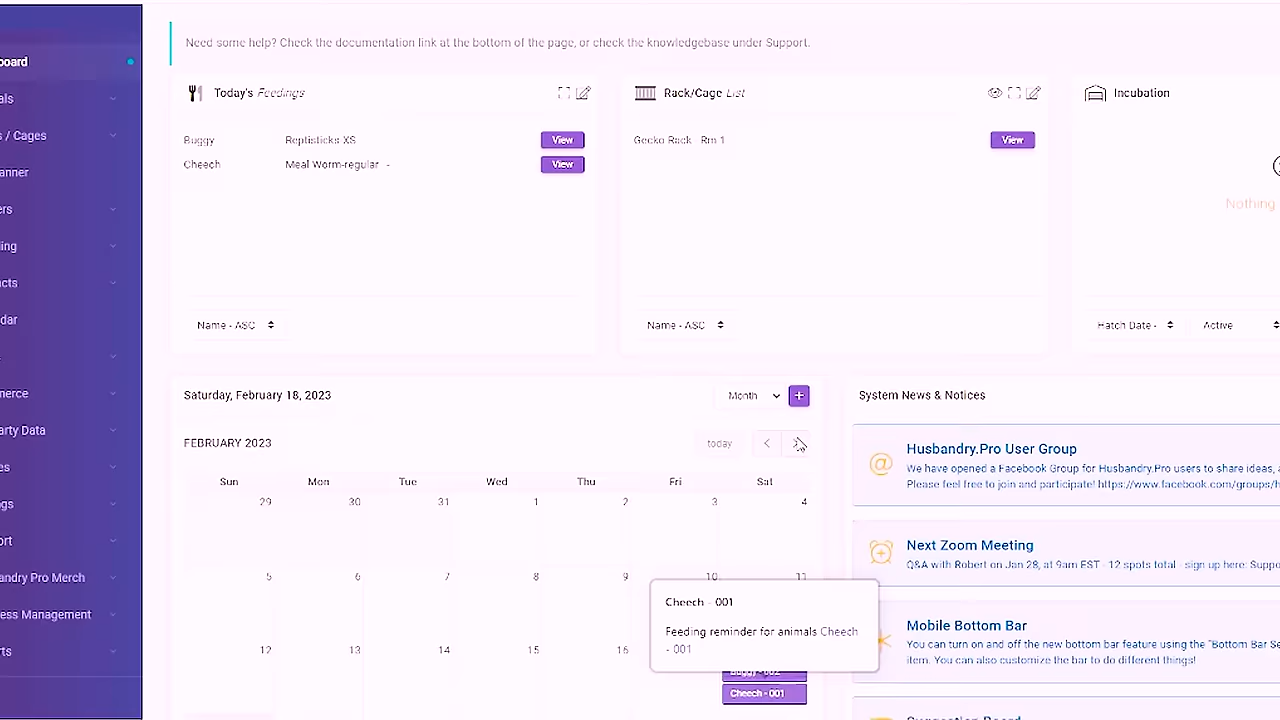 Need some help? Check the documentation link at the bottom of the page, or check the knowledgebase under Support.
board
als
s / Cages
anner
ers
ding
acts
dar
merce
arty Data
es
ngs
ort
andry Pro Merch
ess Management
rts
Today's Feedings
Buggy Reptisticks XS View
Cheech Meal Worm-regular - View
Name - ASC
Rack/Cage List
Gecko Rack Rm 1 View
Name - ASC
Incubation
Nothing
Hatch Date - Active
Saturday, February 18, 2023
Month +
FEBRUARY 2023
today < >
Sun Mon Tue Wed Thu Fri Sat
29 30 31 1 2 3 4
5 6 7 8 9 10 11
12 13 14 15 16
Cheech - 001
Feeding reminder for animals Cheech
- 001
Buggy - 002
Cheech - 001
System News & Notices
Husbandry.Pro User Group
We have opened a Facebook Group for Husbandry.Pro users to share ideas, a
Please feel free to join and participate! https://www.facebook.com/groups/h
Next Zoom Meeting
Q&A with Robert on Jan 28, at 9am EST - 12 spots total - sign up here: Suppo
Mobile Bottom Bar
You can turn on and off the new bottom bar feature using the "Bottom Bar Se
item. You can also customize the bar to do different things!
Suggestion Board